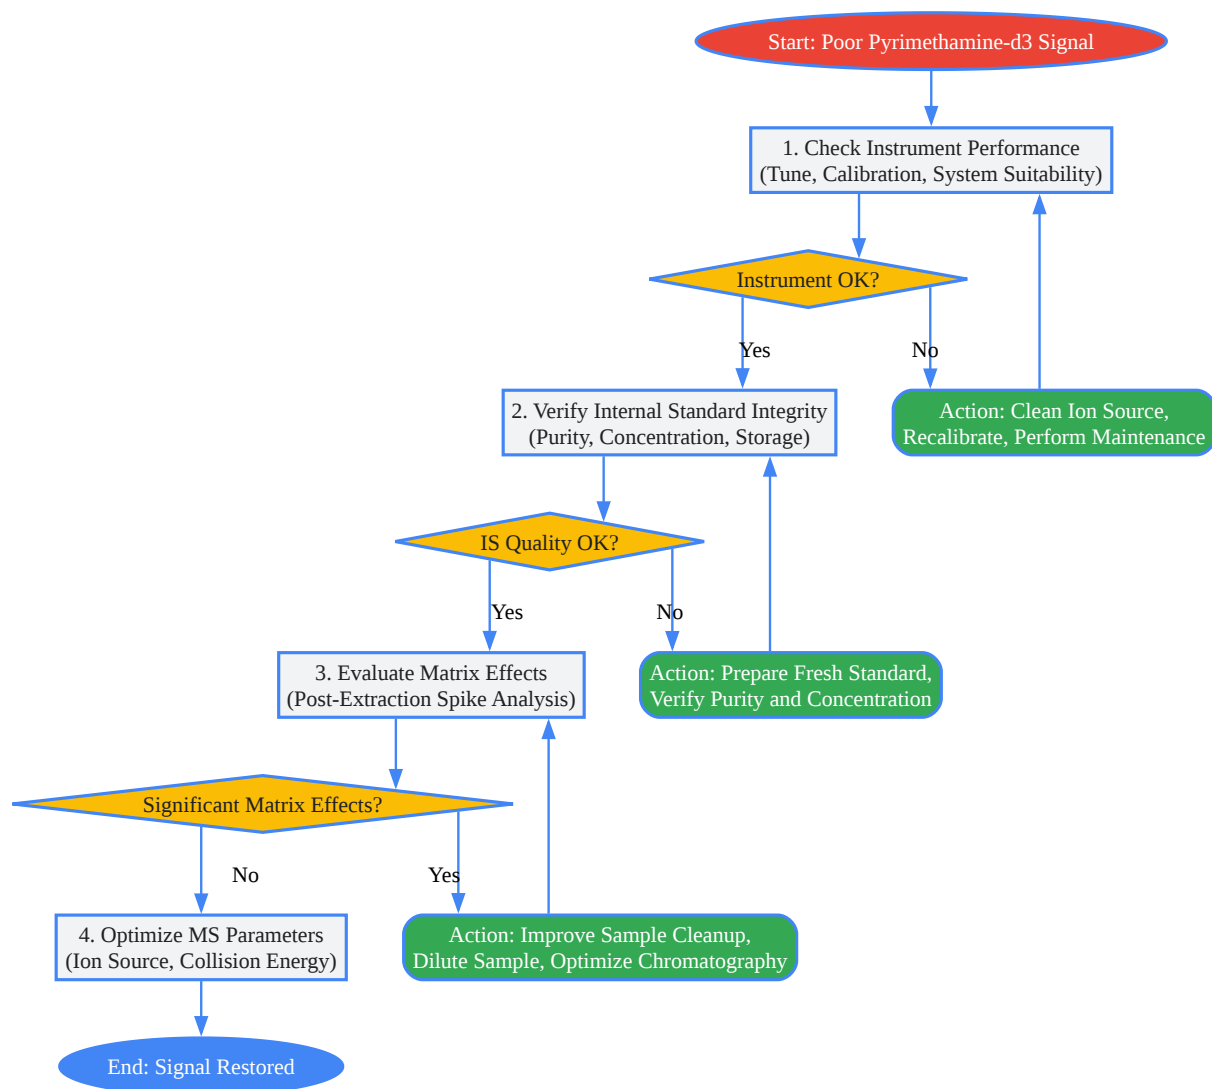 Start: Poor Pyrimethamine-d3 Signal
1. Check Instrument Performance
(Tune, Calibration, System Suitability)
Instrument OK?
Yes
No
2. Verify Internal Standard Integrity
(Purity, Concentration, Storage)
Action: Clean Ion Source,
Recalibrate, Perform Maintenance
IS Quality OK?
Yes
No
3. Evaluate Matrix Effects
(Post-Extraction Spike Analysis)
Action: Prepare Fresh Standard,
Verify Purity and Concentration
Significant Matrix Effects?
No
Yes
4. Optimize MS Parameters
(Ion Source, Collision Energy)
Action: Improve Sample Cleanup,
Dilute Sample, Optimize Chromatography
End: Signal Restored